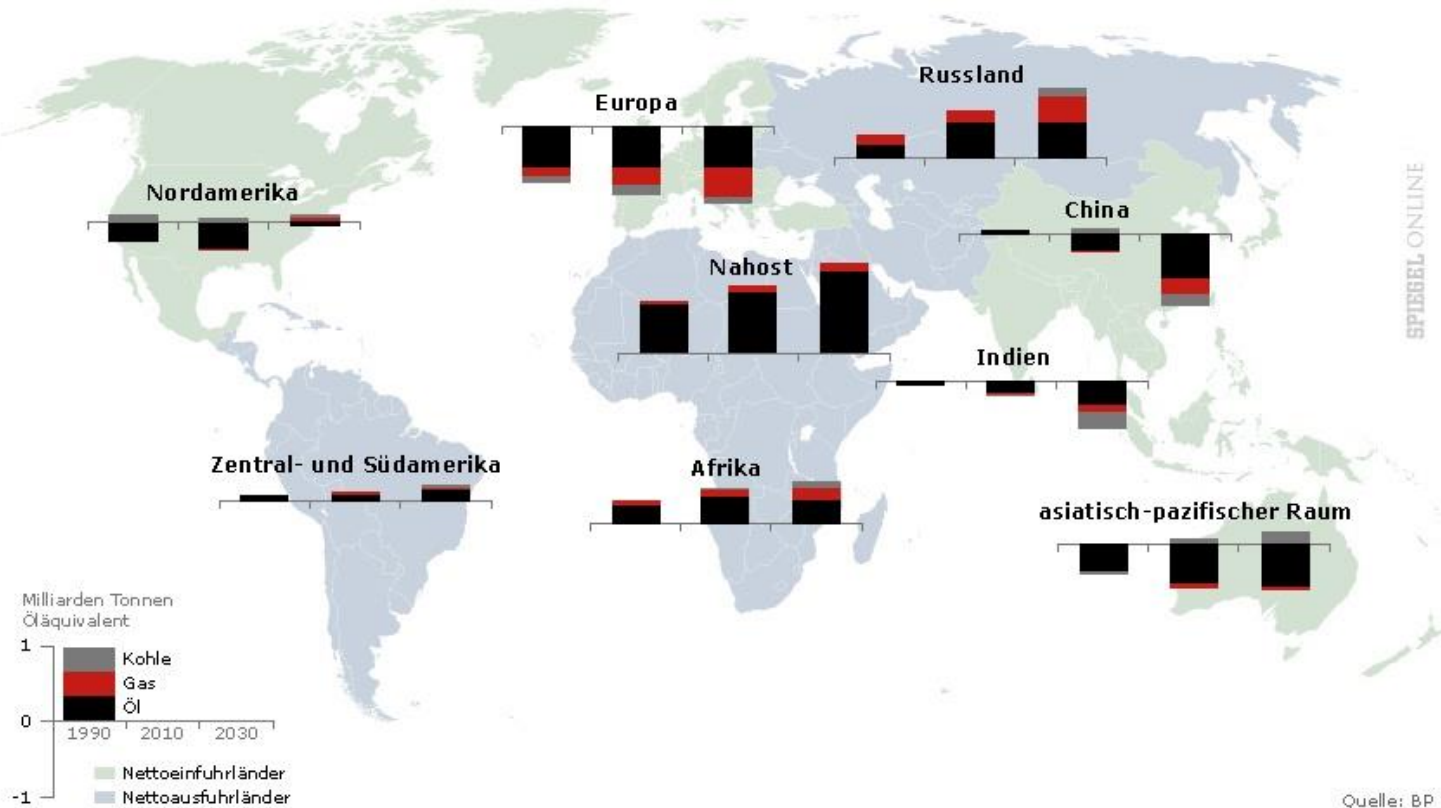 Russland
Europa
Nordamerika
China
Nahost
Indien
Zentral- und Südamerika
Afrika
asiatisch-pazifischer Raum
SPIEGEL ONLINE
Milliarden Tonnen
Öläquivalent
1
Kohle
Gas
Öl
0
1990 2010 2030
Nettoeinfuhrländer
-1
Nettoausfuhrländer
Quelle: BP